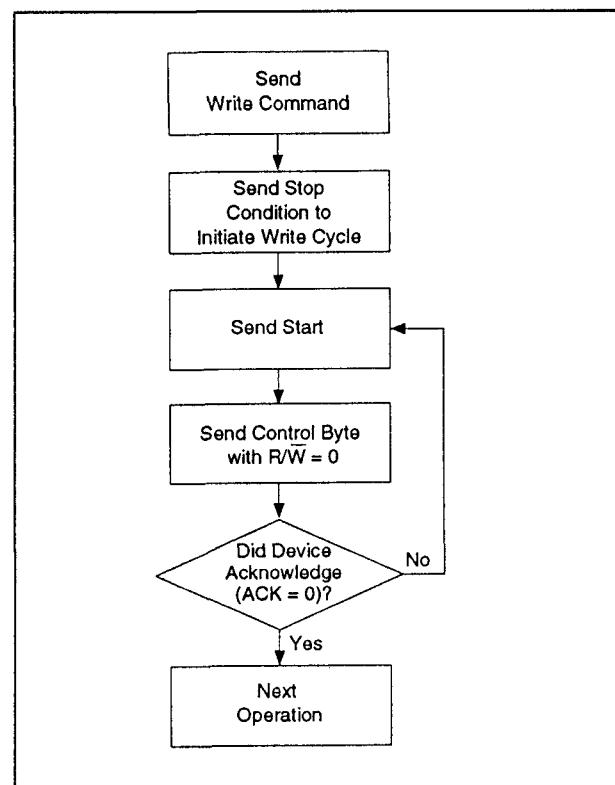 Send
Write Command
Send Stop
Condition to
Initiate Write Cycle
Send Start
Send Control Byte
with R/W̅ = 0
Did Device
Acknowledge
(ACK = 0)?
No
Yes
Next
Operation